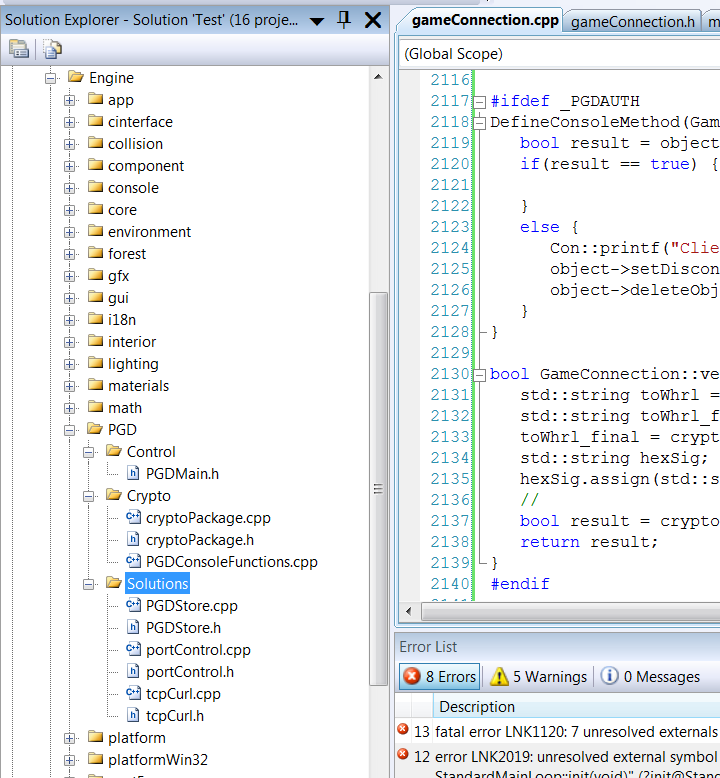 Solution Explorer - Solution 'Test' (16 proje...
Engine
app
cinterface
collision
component
console
core
environment
forest
gfx
gui
i18n
interior
lighting
materials
math
PGD
Control
PGDMain.h
Crypto
cryptoPackage.cpp
cryptoPackage.h
PGDConsoleFunctions.cpp
Solutions
PGDStore.cpp
PGDStore.h
portControl.cpp
portControl.h
tcpCurl.cpp
tcpCurl.h
platform
platformWin32
gameConnection.cpp gameConnection.h m
(Global Scope)
2116
2117 #ifdef _PGDAUTH
2118 DefineConsoleMethod(Gam
2119 bool result = object
2120 if(result == true) {
2121
2122 }
2123 else {
2124 Con::printf("Clie
2125 object->setDiscon
2126 object->deleteObj
2127 }
2128 }
2129
2130 bool GameConnection::ve
2131 std::string toWhrl =
2132 std::string toWhrl_f
2133 toWhrl_final = crypt
2134 std::string hexSig;
2135 hexSig.assign(std::s
2136 //
2137 bool result = crypto
2138 return result;
2139 }
2140 #endif
Error List
8 Errors 5 Warnings 0 Messages
Description
13 fatal error LNK1120: 7 unresolved externals
12 error LNK2019: unresolved external symbol
StandardMainLoop::init(void)" (?init@Stand